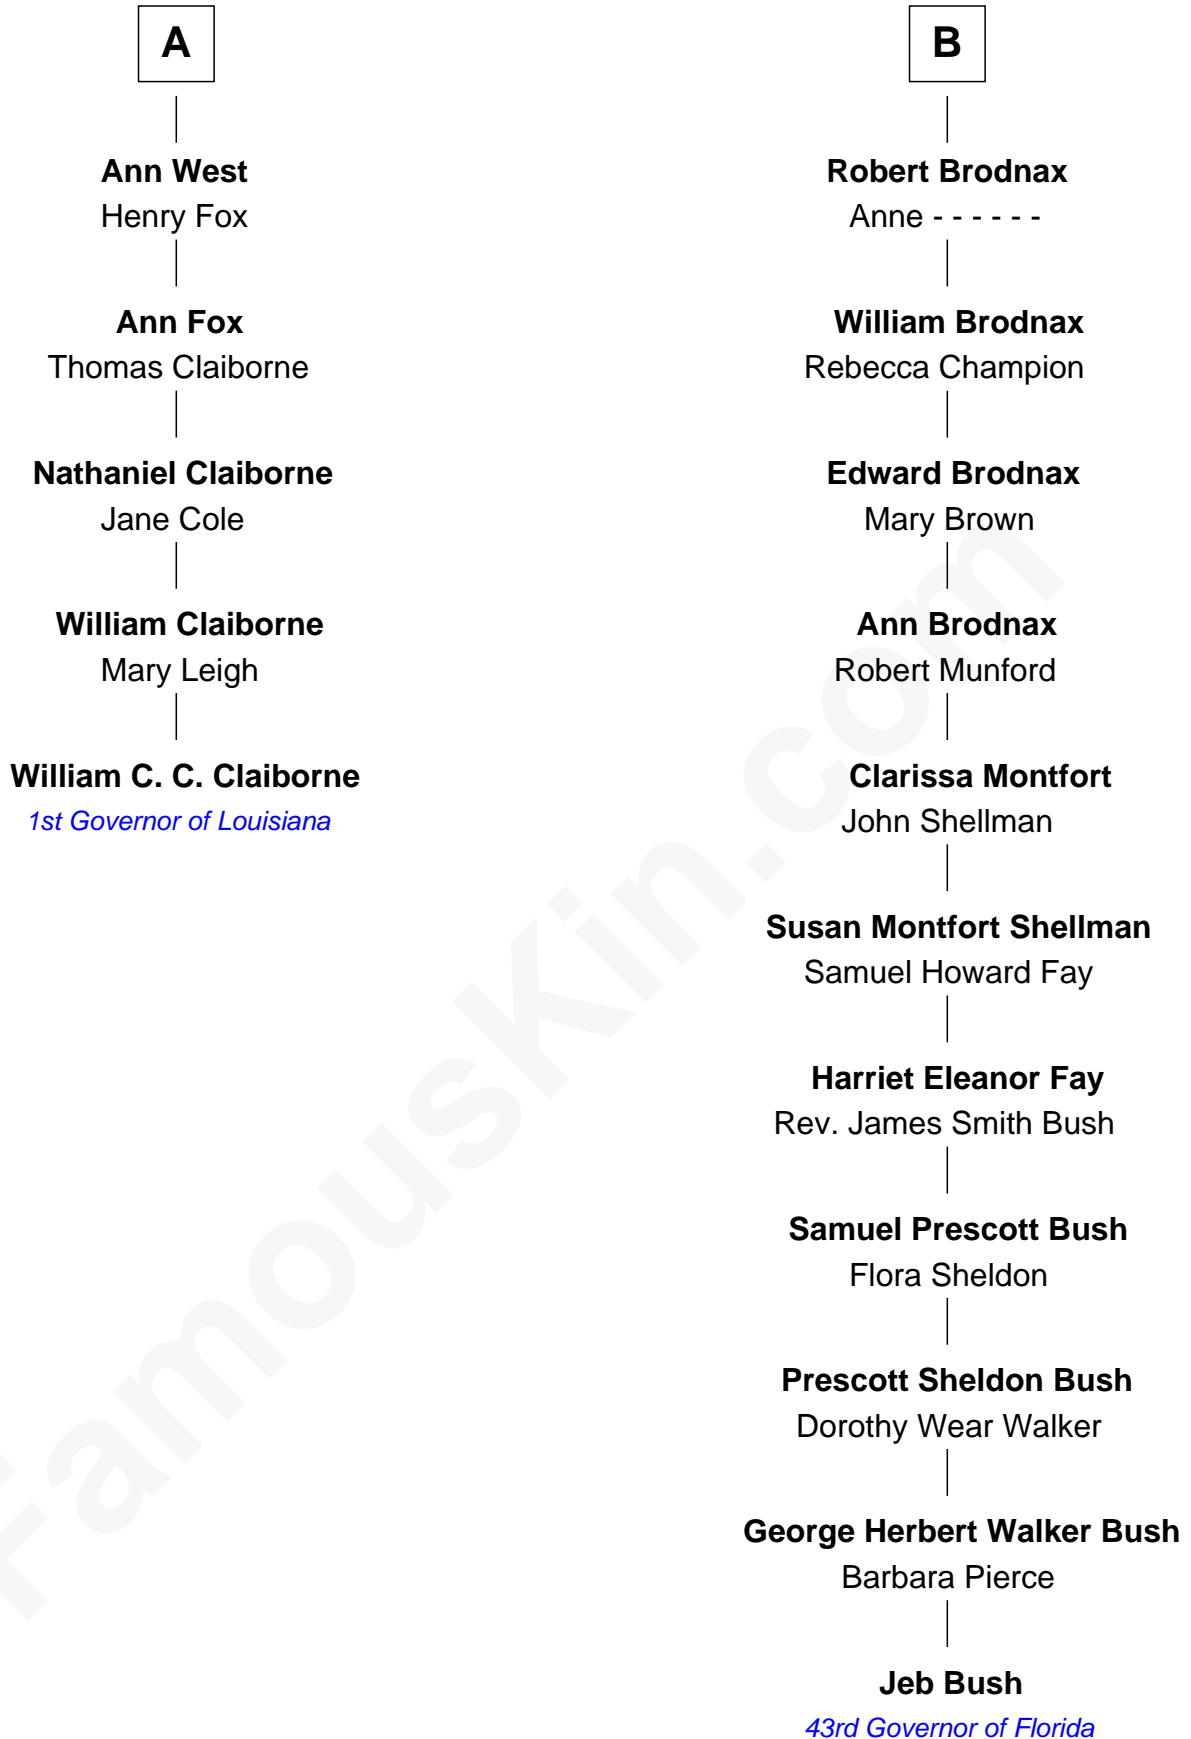 A
Ann West
Henry Fox
Ann Fox
Thomas Claiborne
Nathaniel Claiborne
Jane Cole
William Claiborne
Mary Leigh
William C. C. Claiborne
1st Governor of Louisiana
B
Robert Brodnax
Anne - - - - - -
William Brodnax
Rebecca Champion
Edward Brodnax
Mary Brown
Ann Brodnax
Robert Munford
Clarissa Montfort
John Shellman
Susan Montfort Shellman
Samuel Howard Fay
Harriet Eleanor Fay
Rev. James Smith Bush
Samuel Prescott Bush
Flora Sheldon
Prescott Sheldon Bush
Dorothy Wear Walker
George Herbert Walker Bush
Barbara Pierce
Jeb Bush
43rd Governor of Florida
FamousKin.com